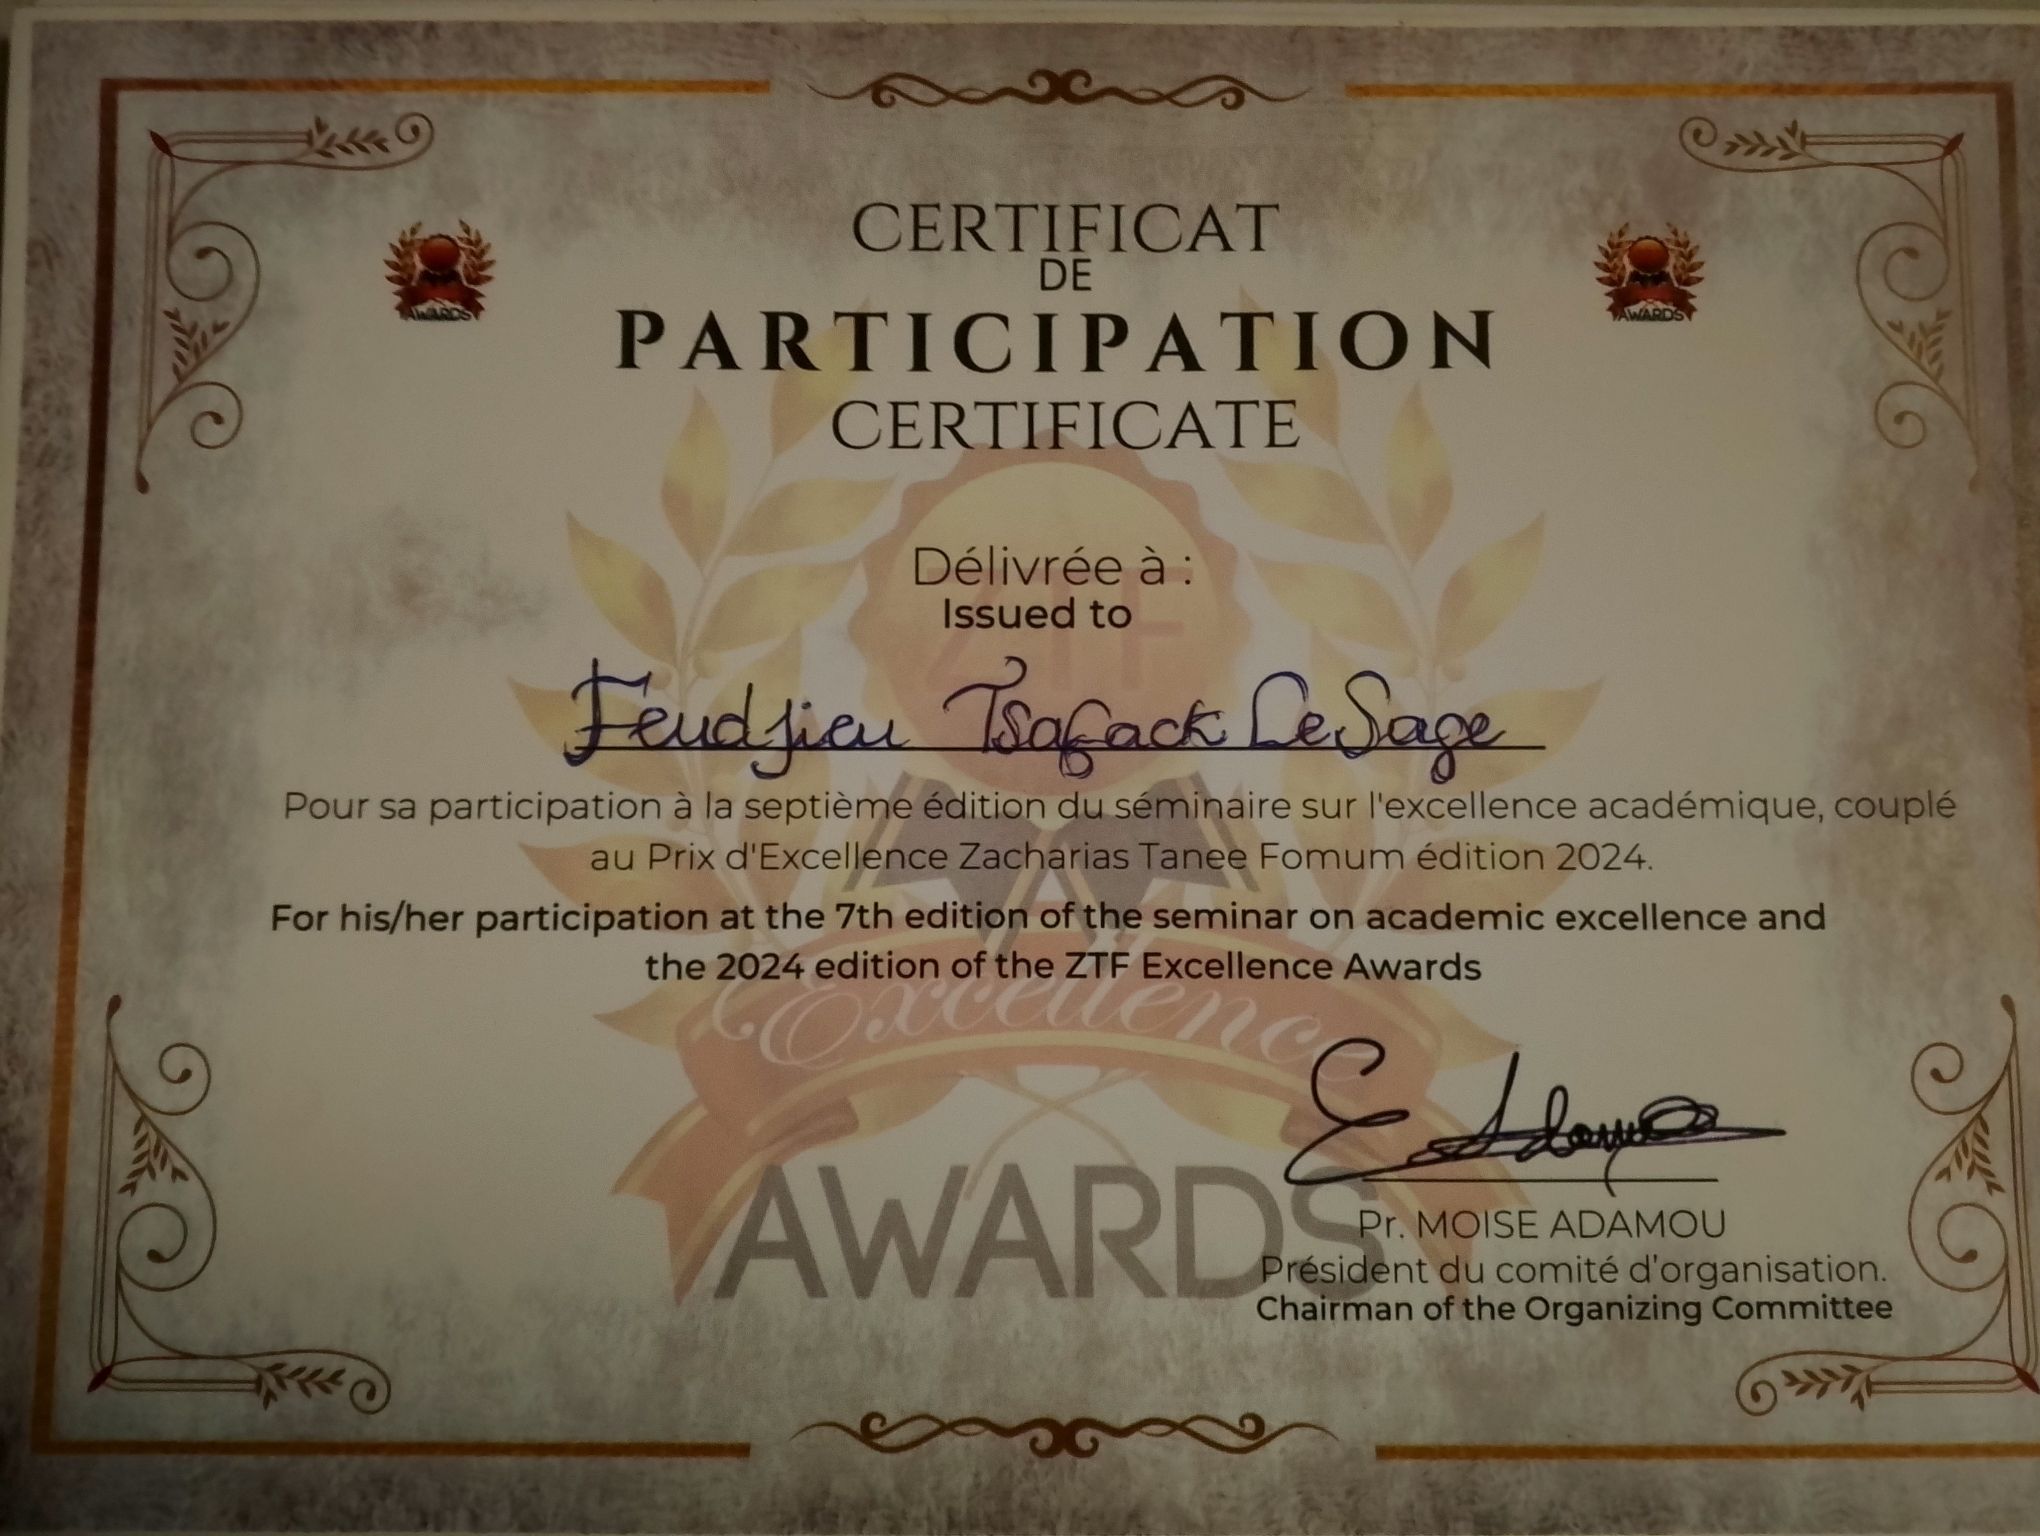 CERTIFICAT
DE
PARTICIPATION
CERTIFICATE
AWARDS
AWARDS
Délivrée à :
Issued to
Feudjieu Tsafack LeSage
Pour sa participation à la septième édition du séminaire sur l'excellence académique, couplé
au Prix d'Excellence Zacharias Tanee Fomum édition 2024.
For his/her participation at the 7th edition of the seminar on academic excellence and
the 2024 edition of the ZTF Excellence Awards
ZTF
Excellence
AWARDS
Pr. MOISE ADAMOU
Président du comité d'organisation.
Chairman of the Organizing Committee